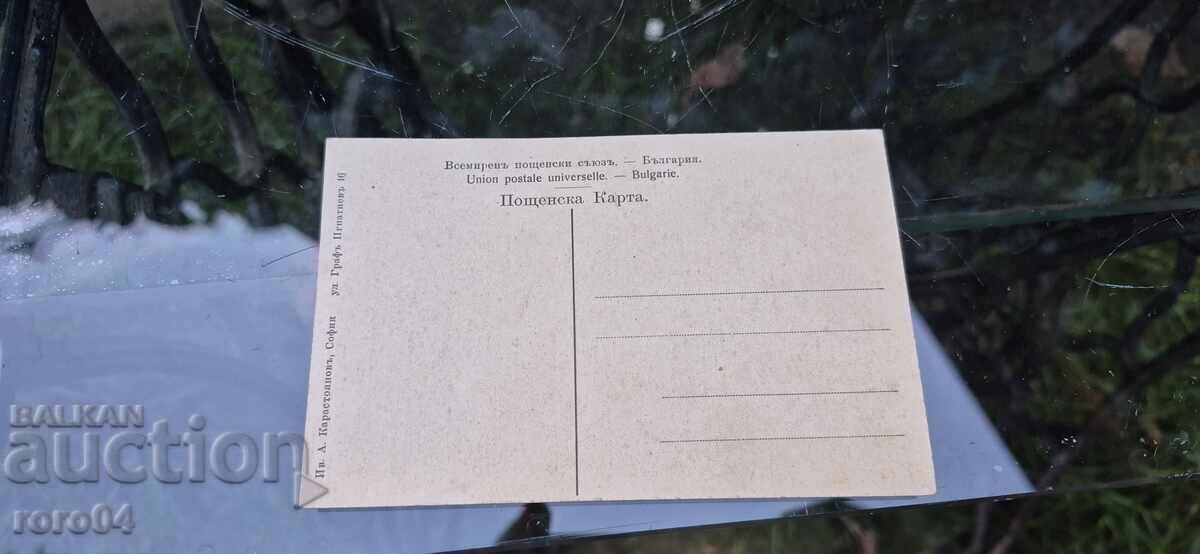 Всемиренъ пощенски съюзъ. — България.
Union postale universelle. — Bulgarie.
Пощенска Карта.
Ив. А. Карастояновъ, София ул. Графъ Игнатиевъ 16
BALKAN
auction
roro04